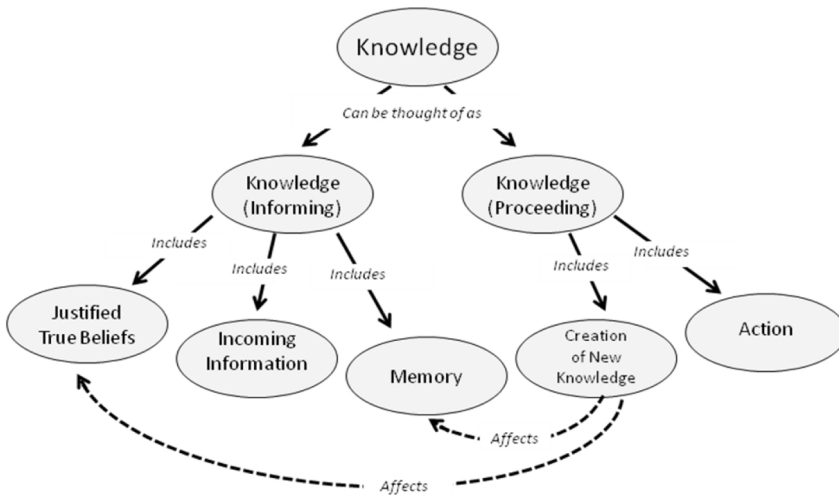 Knowledge
Can be thought of as
Knowledge
(Informing)
Knowledge
(Proceeding)
Includes
Includes
Includes
Includes
Includes
Justified
True Beliefs
Incoming
Information
Memory
Creation
of New
Knowledge
Action
Affects
Affects